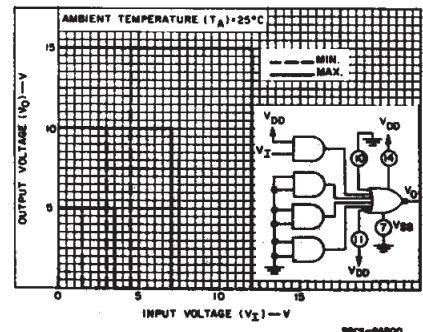 AMBIENT TEMPERATURE (TA)=25°C
15
MIN.
MAX.
OUTPUT VOLTAGE (VO)—V
10
5
VDD
VDD
VI
10
14
VO
7
VSS
11
VDD
0
5
10
15
INPUT VOLTAGE (VI)—V